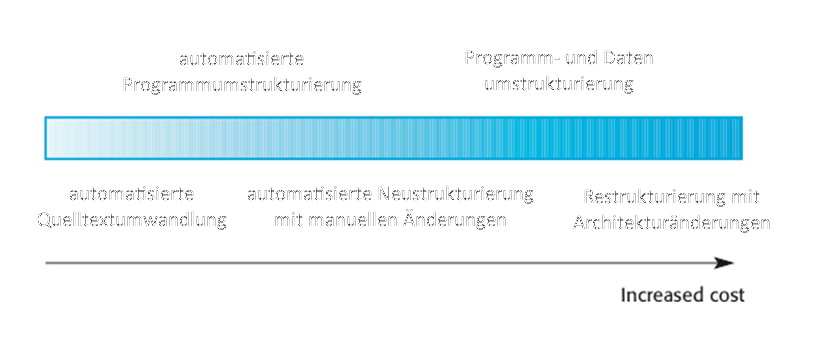 automatisierte
Programmumstrukturierung
Programm- und Daten
umstrukturierung
automatisierte
Quelltextumwandlung
automatisierte Neustrukturierung
mit manuellen Änderungen
Restrukturierung mit
Architekturänderungen
Increased cost